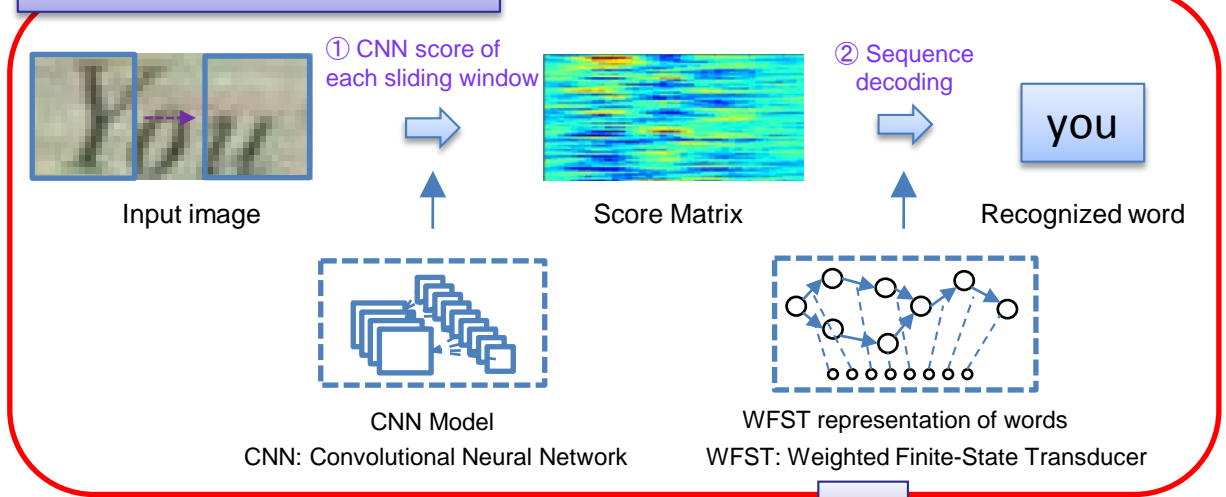 You
① CNN score of
each sliding window
② Sequence
decoding
you
Input image
Score Matrix
Recognized word
CNN Model
CNN: Convolutional Neural Network
WFST representation of words
WFST: Weighted Finite-State Transducer